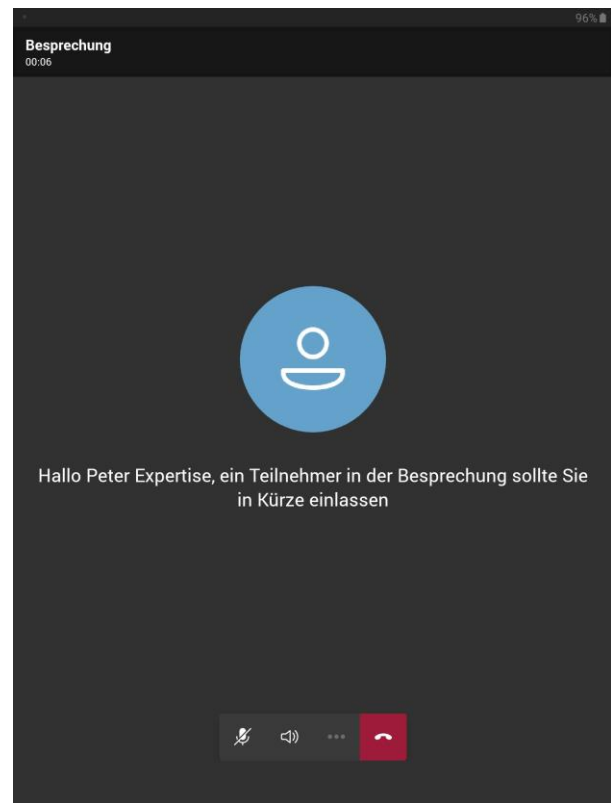 96%
Besprechung
00:06
Hallo Peter Expertise, ein Teilnehmer in der Besprechung sollte Sie
in Kürze einlassen